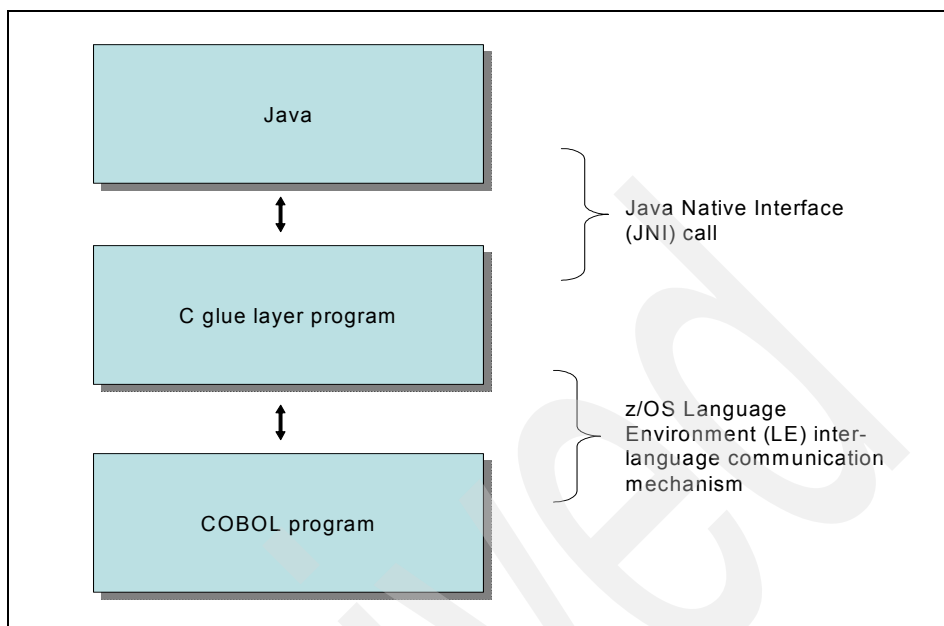 Java
Java Native Interface
(JNI) call
C glue layer program
z/OS Language
Environment (LE) inter-
language communication
mechanism
COBOL program